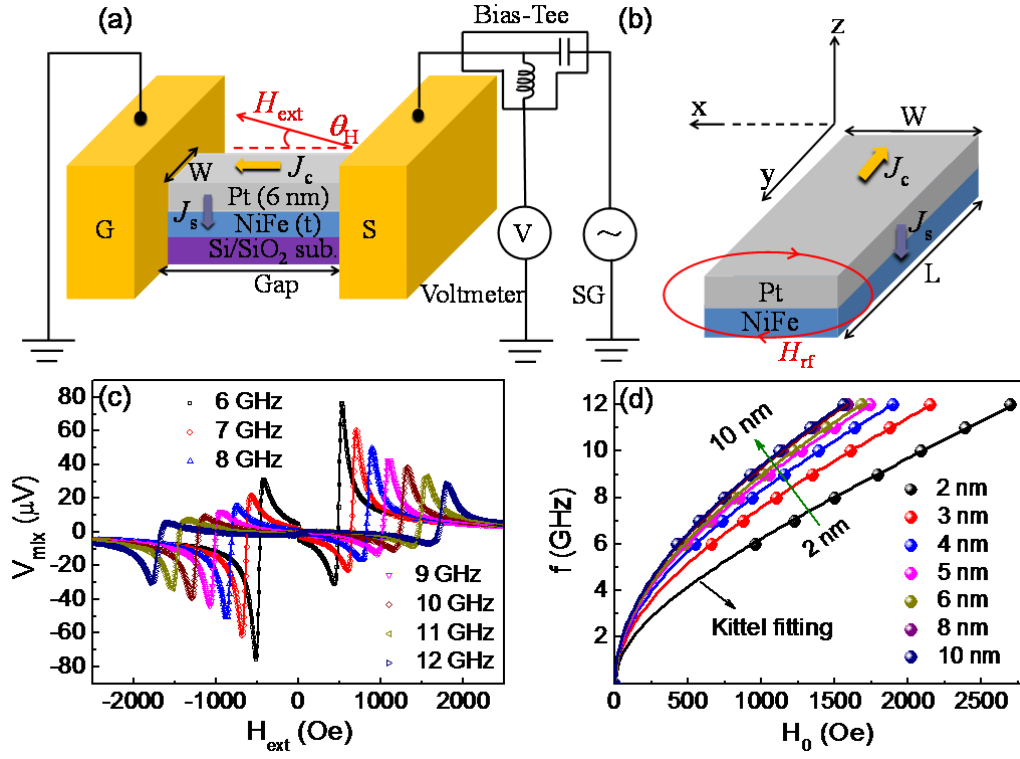 (a)
Bias-Tee
H_ext
θ_H
W
J_c
Pt (6 nm)
J_s
NiFe (t)
Si/SiO₂ sub.
G
S
Gap
V
~
Voltmeter
SG
(b)
z
x
y
W
J_c
J_s
L
Pt
NiFe
H_rf
(c)
80
60
40
20
0
-20
-40
-60
-80
V_mix (μV)
6 GHz
7 GHz
8 GHz
9 GHz
10 GHz
11 GHz
12 GHz
-2000 -1000 0 1000 2000
H_ext (Oe)
(d)
12
10
8
6
4
2
f (GHz)
10 nm
2 nm
Kittel fitting
2 nm
3 nm
4 nm
5 nm
6 nm
8 nm
10 nm
0 500 1000 1500 2000 2500
H_0 (Oe)